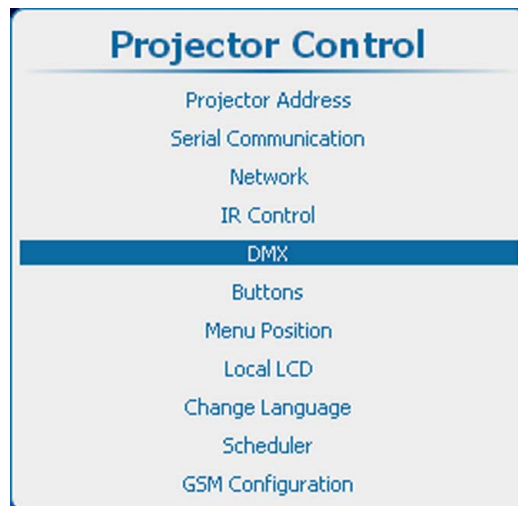 Projector Control
Projector Address
Serial Communication
Network
IR Control
DMX
Buttons
Menu Position
Local LCD
Change Language
Scheduler
GSM Configuration